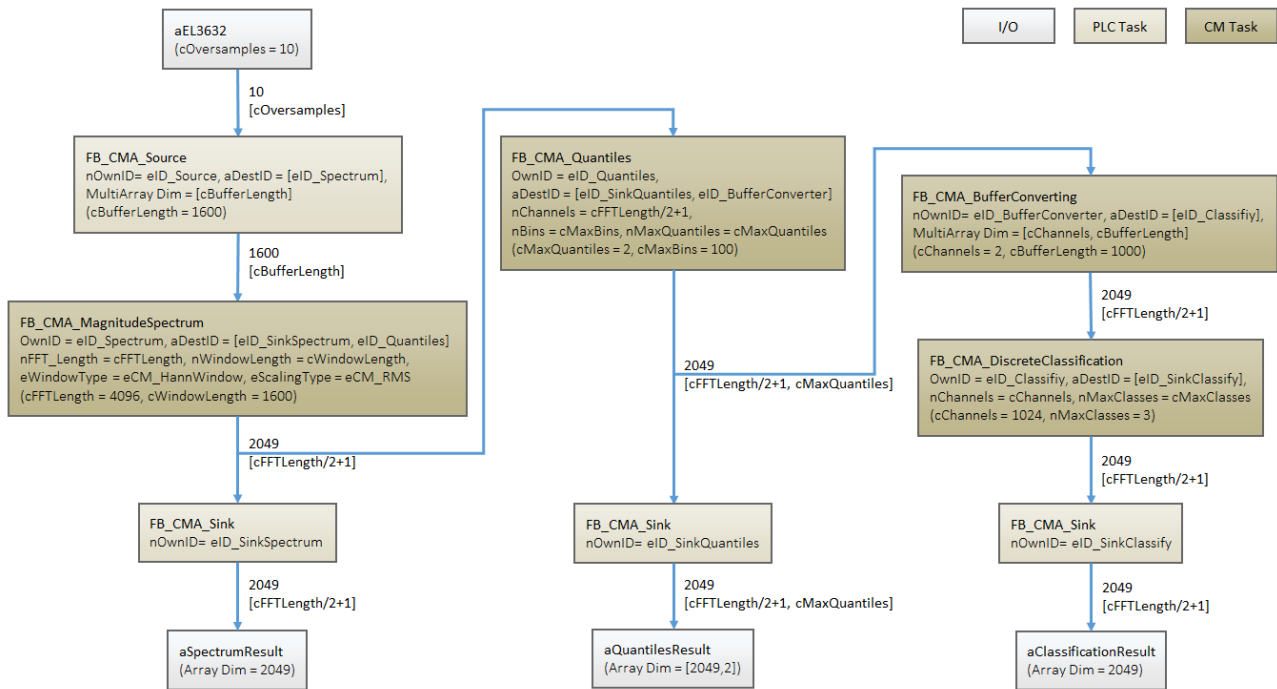 aEL3632
(cOversamples = 10)
I/O
PLC Task
CM Task
10
[cOversamples]
FB_CMA_Source
nOwnID= eID_Source, aDestID = [eID_Spectrum],
MultiArray Dim = [cBufferLength]
(cBufferLength = 1600)
1600
[cBufferLength]
FB_CMA_MagnitudeSpectrum
OwnID = eID_Spectrum, aDestID = [eID_SinkSpectrum, eID_Quantiles]
nFFT_Length = cFFTLength, nWindowLength = cWindowLength,
eWindowType = eCM_HannWindow, eScalingType = eCM_RMS
(cFFTLength = 4096, cWindowLength = 1600)
2049
[cFFTLength/2+1]
FB_CMA_Sink
nOwnID= eID_SinkSpectrum
2049
[cFFTLength/2+1]
aSpectrumResult
(Array Dim = 2049)
FB_CMA_Quantiles
OwnID = eID_Quantiles,
aDestID = [eID_SinkQuantiles, eID_BufferConverter]
nChannels = cFFTLength/2+1,
nBins = cMaxBins, nMaxQuantiles = cMaxQuantiles
(cMaxQuantiles = 2, cMaxBins = 100)
2049
[cFFTLength/2+1, cMaxQuantiles]
FB_CMA_Sink
nOwnID= eID_SinkQuantiles
2049
[cFFTLength/2+1, cMaxQuantiles]
aQuantilesResult
(Array Dim = [2049,2])
FB_CMA_BufferConverting
nOwnID= eID_BufferConverter, aDestID = [eID_Classifiy],
MultiArray Dim = [cChannels, cBufferLength]
(cChannels = 2, cBufferLength = 1000)
2049
[cFFTLength/2+1]
FB_CMA_DiscreteClassification
OwnID = eID_Classifiy, aDestID = [eID_SinkClassify],
nChannels = cChannels, nMaxClasses = cMaxClasses
(cChannels = 1024, nMaxClasses = 3)
2049
[cFFTLength/2+1]
FB_CMA_Sink
nOwnID= eID_SinkClassify
2049
[cFFTLength/2+1]
aClassificationResult
(Array Dim = 2049)